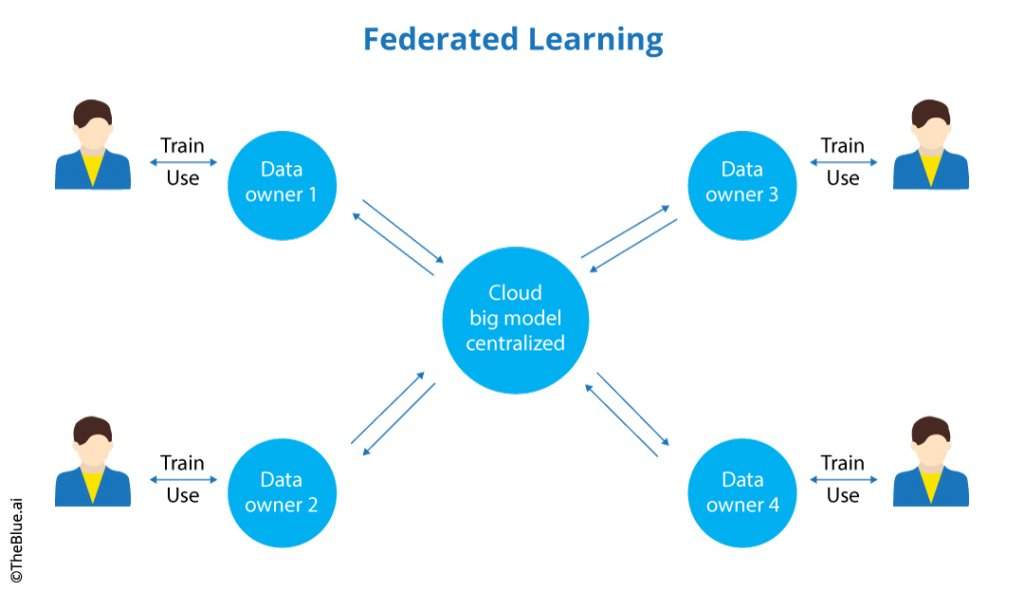 Federated Learning
Train
Use
Data
owner 1
Data
owner 3
Train
Use
Cloud
big model
centralized
Train
Use
Data
owner 2
Data
owner 4
Train
Use
©TheBlue.ai